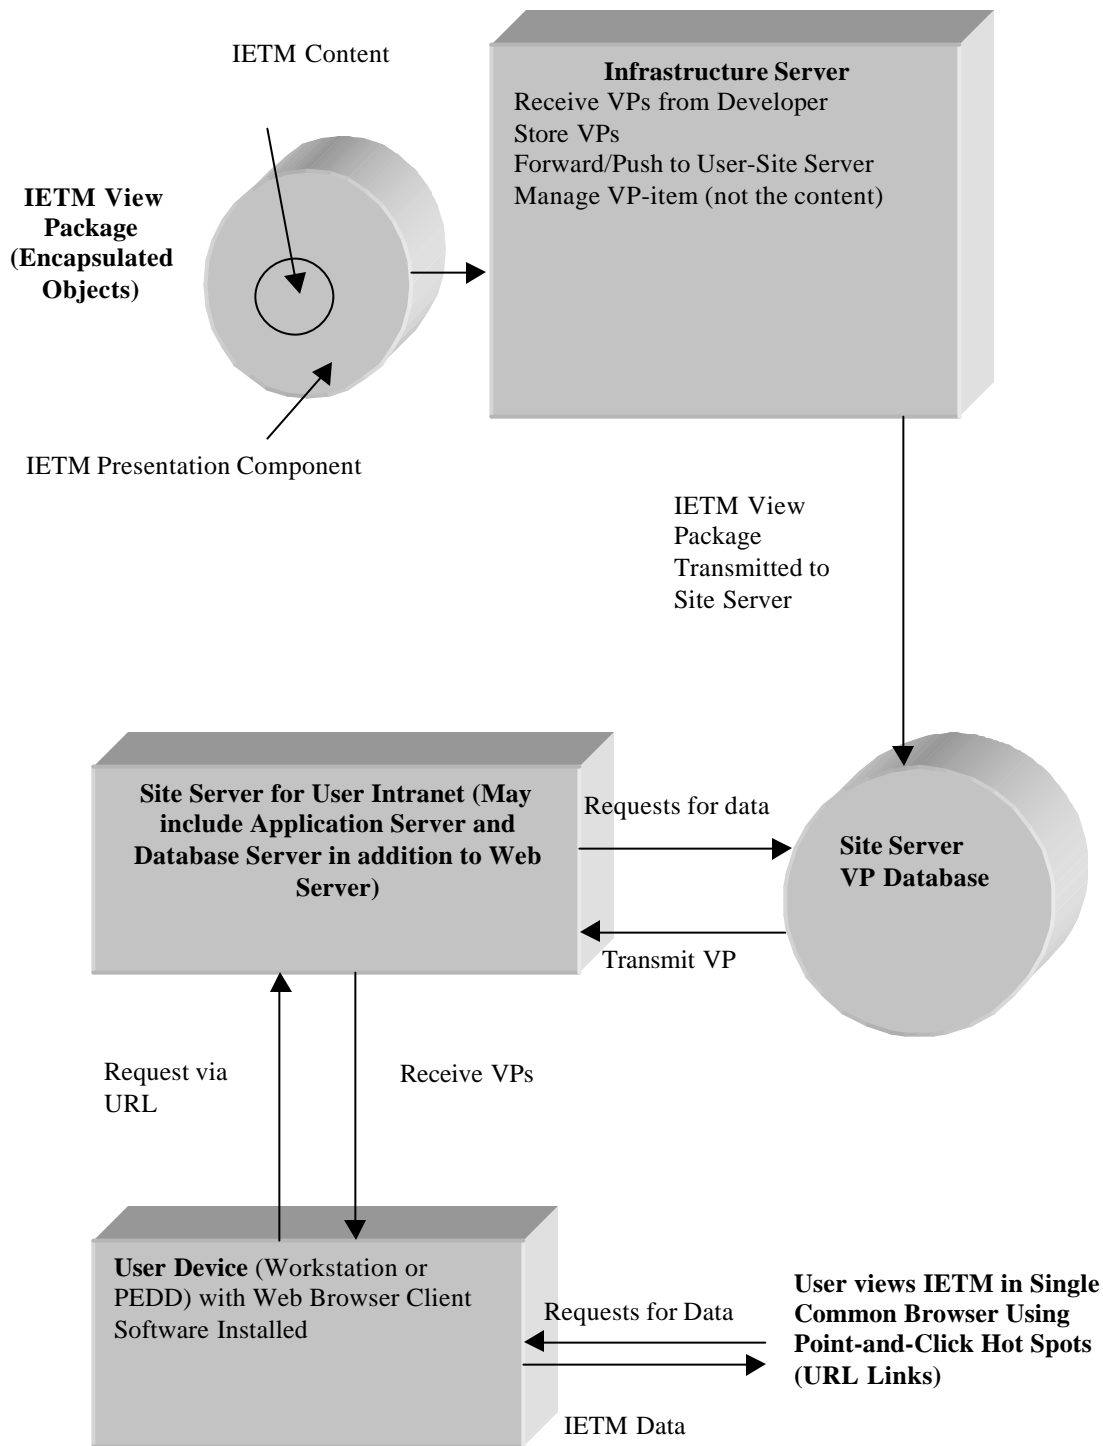 IETM Content
Infrastructure Server
Receive VPs from Developer
Store VPs
Forward/Push to User-Site Server
Manage VP-item (not the content)
IETM View
Package
(Encapsulated
Objects)
IETM Presentation Component
IETM View
Package
Transmitted to
Site Server
Site Server for User Intranet (May
include Application Server and
Database Server in addition to Web
Server)
Requests for data
Site Server
VP Database
Transmit VP
Request via
URL
Receive VPs
User Device (Workstation or
PEDD) with Web Browser Client
Software Installed
Requests for Data
User views IETM in Single
Common Browser Using
Point-and-Click Hot Spots
(URL Links)
IETM Data